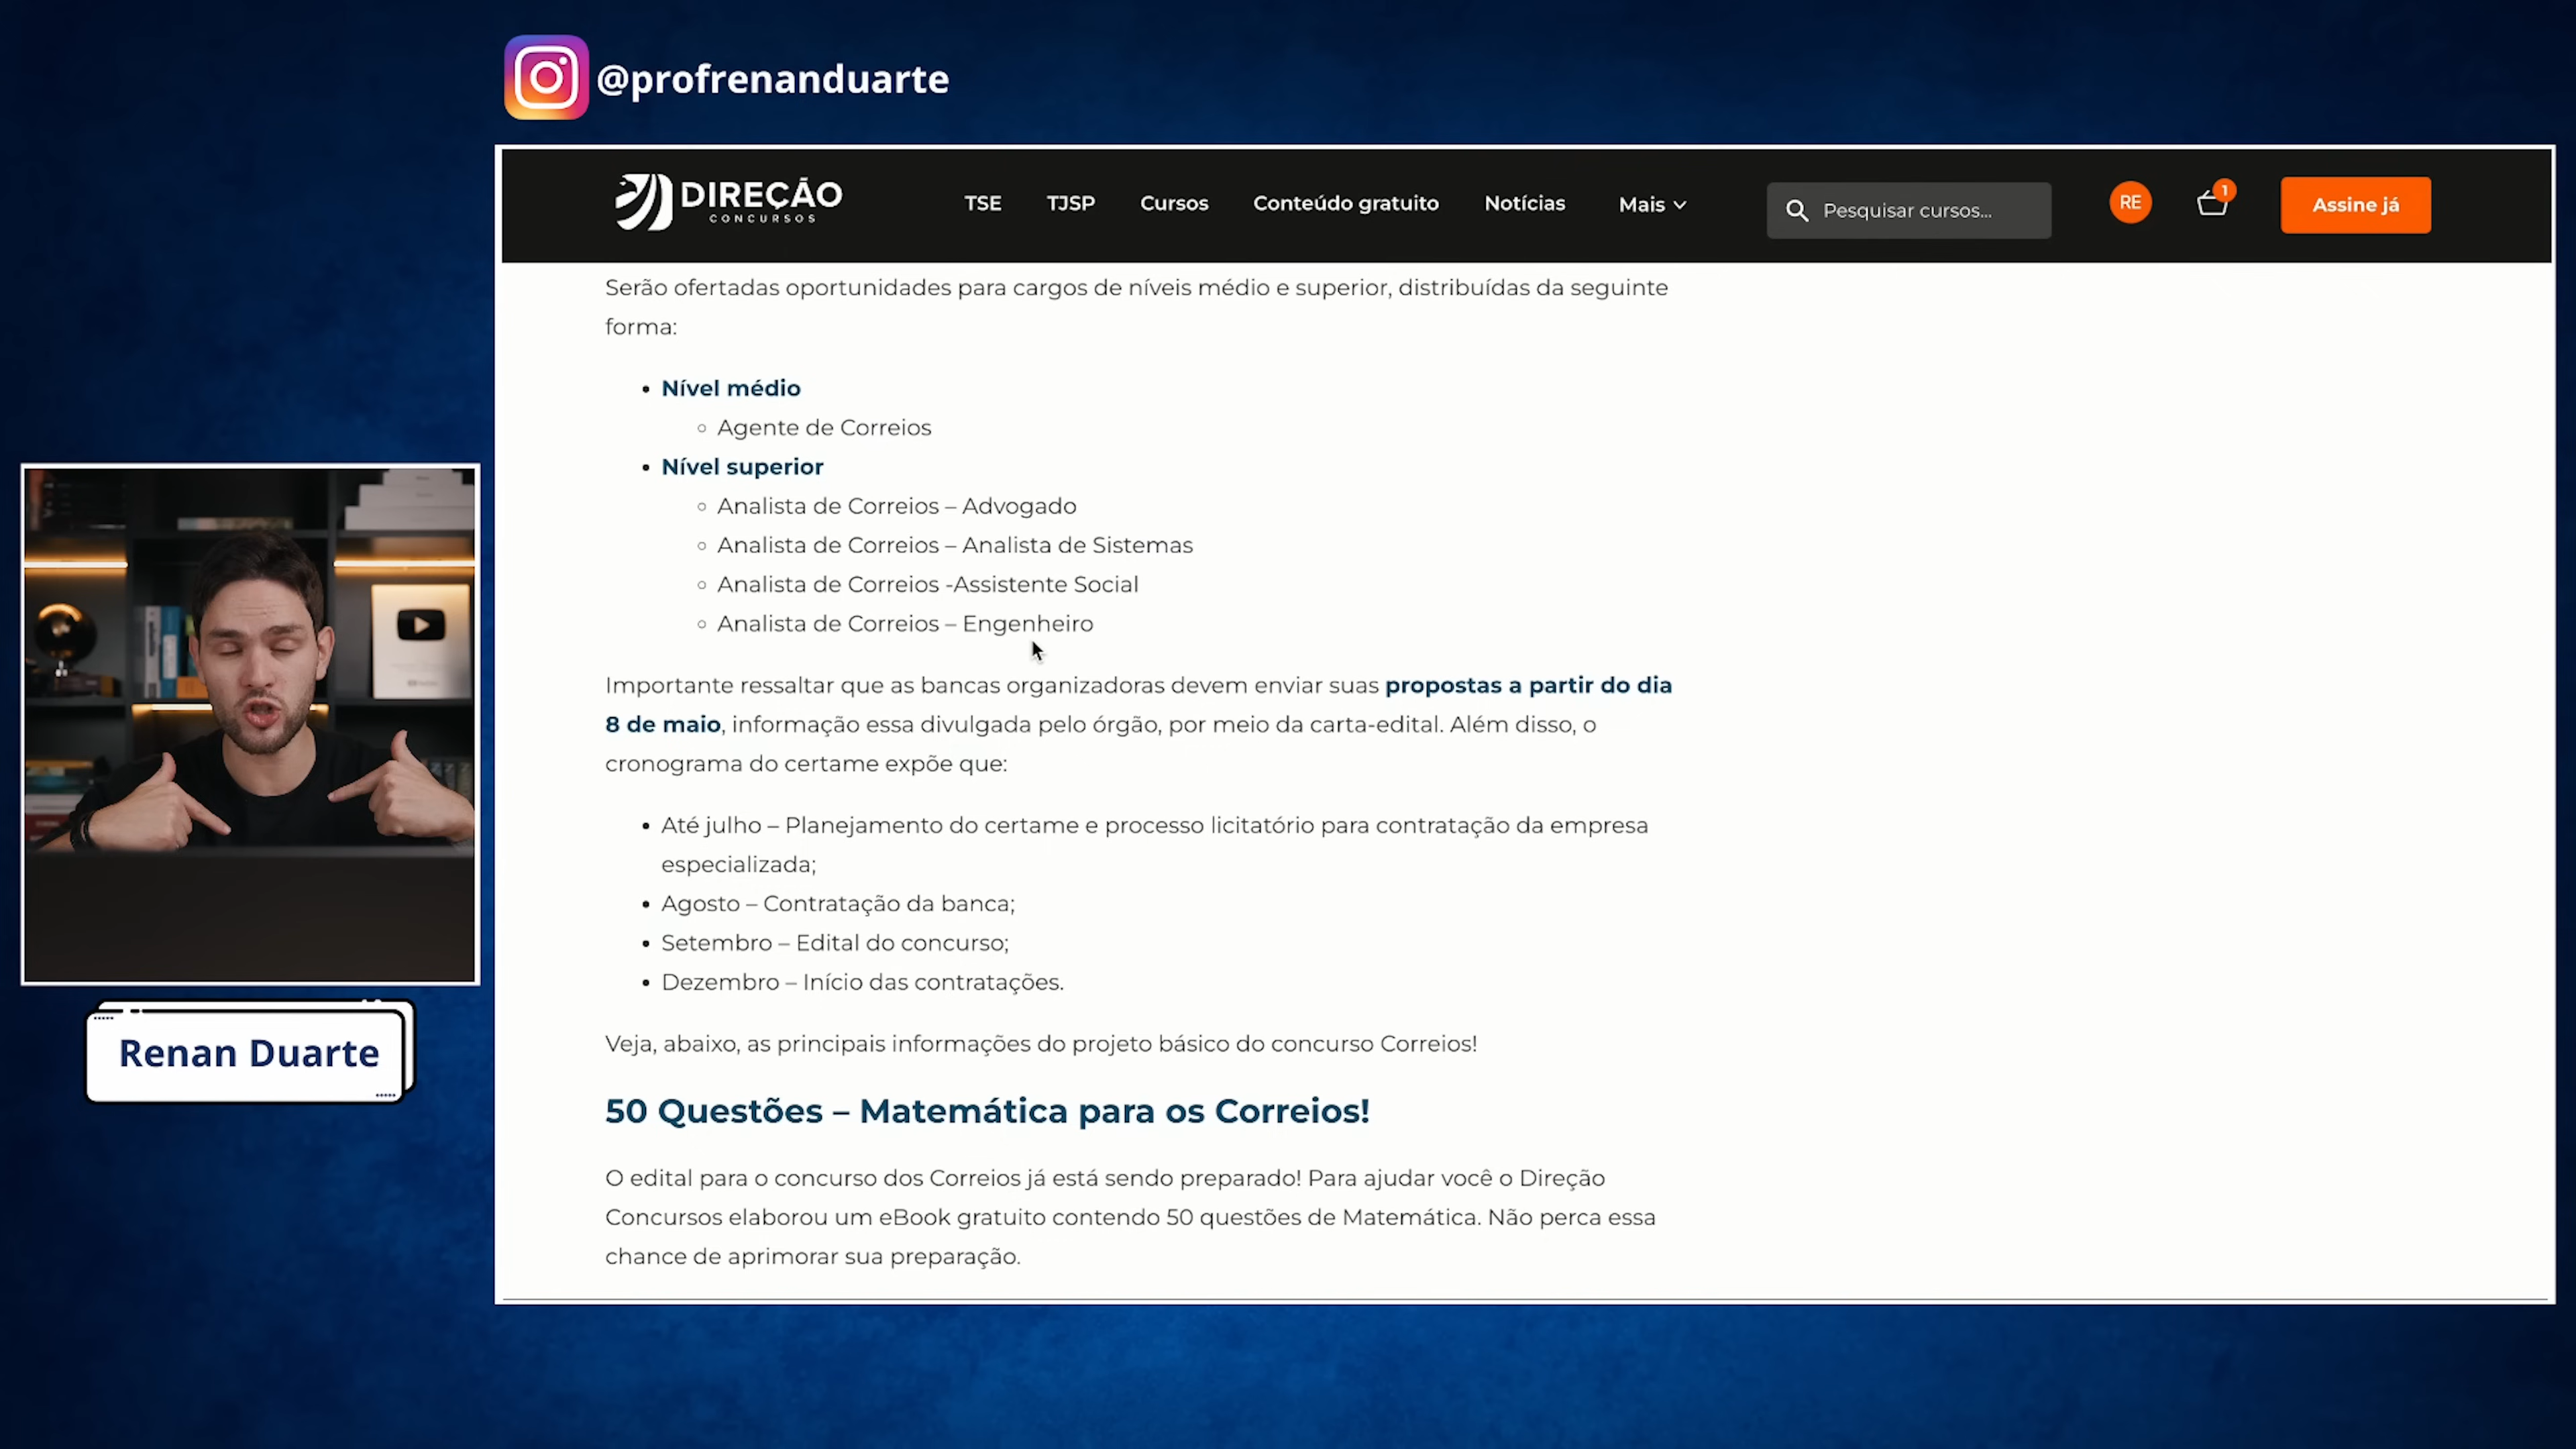 @profrenanduarte
DIREÇÃO
CONCURSOS
TSE
TJSP
Cursos
Conteúdo gratuito
Notícias
Mais
Pesquisar cursos...
RE
1
Assine já
Serão ofertadas oportunidades para cargos de níveis médio e superior, distribuídas da seguinte
forma:
Nível médio
Agente de Correios
Nível superior
Analista de Correios – Advogado
Analista de Correios – Analista de Sistemas
Analista de Correios -Assistente Social
Analista de Correios – Engenheiro
Importante ressaltar que as bancas organizadoras devem enviar suas propostas a partir do dia
8 de maio, informação essa divulgada pelo órgão, por meio da carta-edital. Além disso, o
cronograma do certame expõe que:
Até julho – Planejamento do certame e processo licitatório para contratação da empresa
especializada;
Agosto – Contratação da banca;
Setembro – Edital do concurso;
Dezembro – Início das contratações.
Veja, abaixo, as principais informações do projeto básico do concurso Correios!
50 Questões – Matemática para os Correios!
O edital para o concurso dos Correios já está sendo preparado! Para ajudar você o Direção
Concursos elaborou um eBook gratuito contendo 50 questões de Matemática. Não perca essa
chance de aprimorar sua preparação.
Renan Duarte